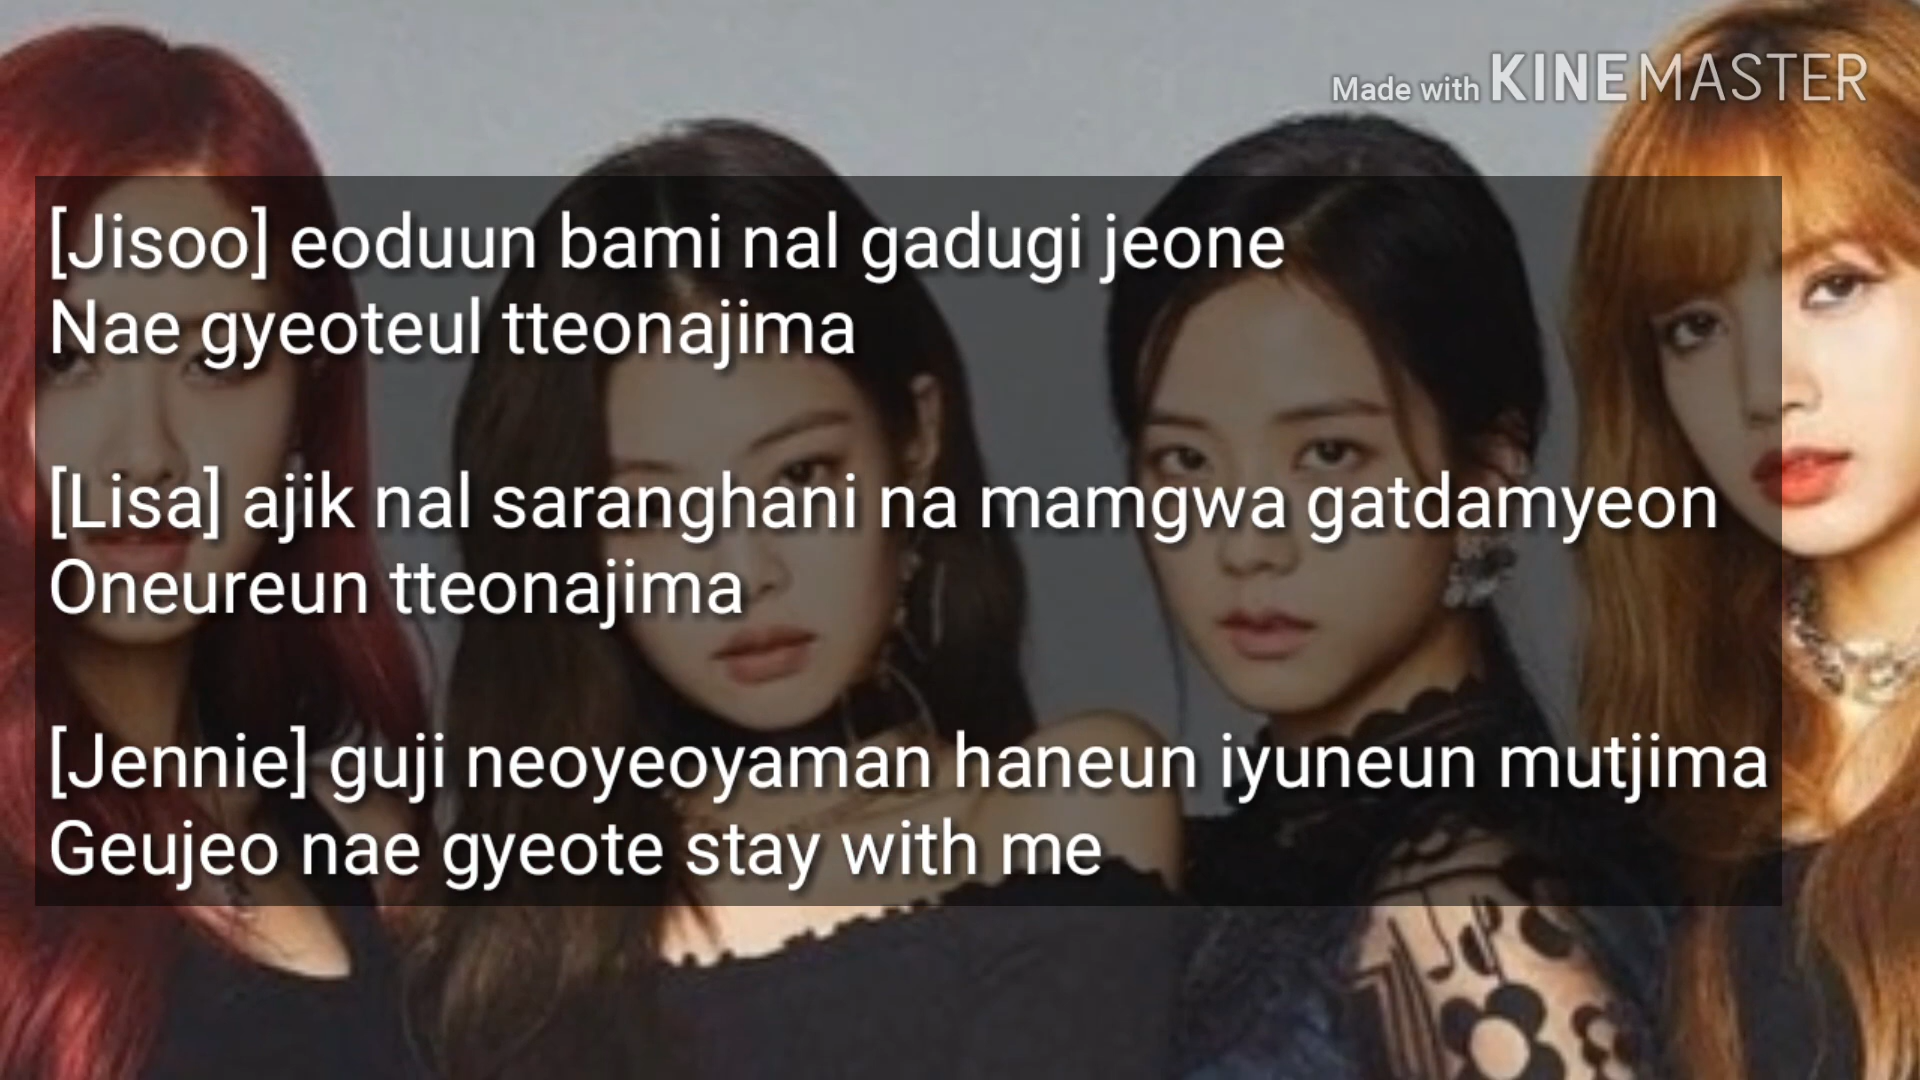 Made with KINEMASTER
[Jisoo] eoduun bami nal gadugi jeone
Nae gyeoteul tteonajima
[Lisa] ajik nal saranghani na mamgwa gatdamyeon
Oneureun tteonajima
[Jennie] guji neoyeoyaman haneun iyuneun mutjima
Geujeo nae gyeote stay with me